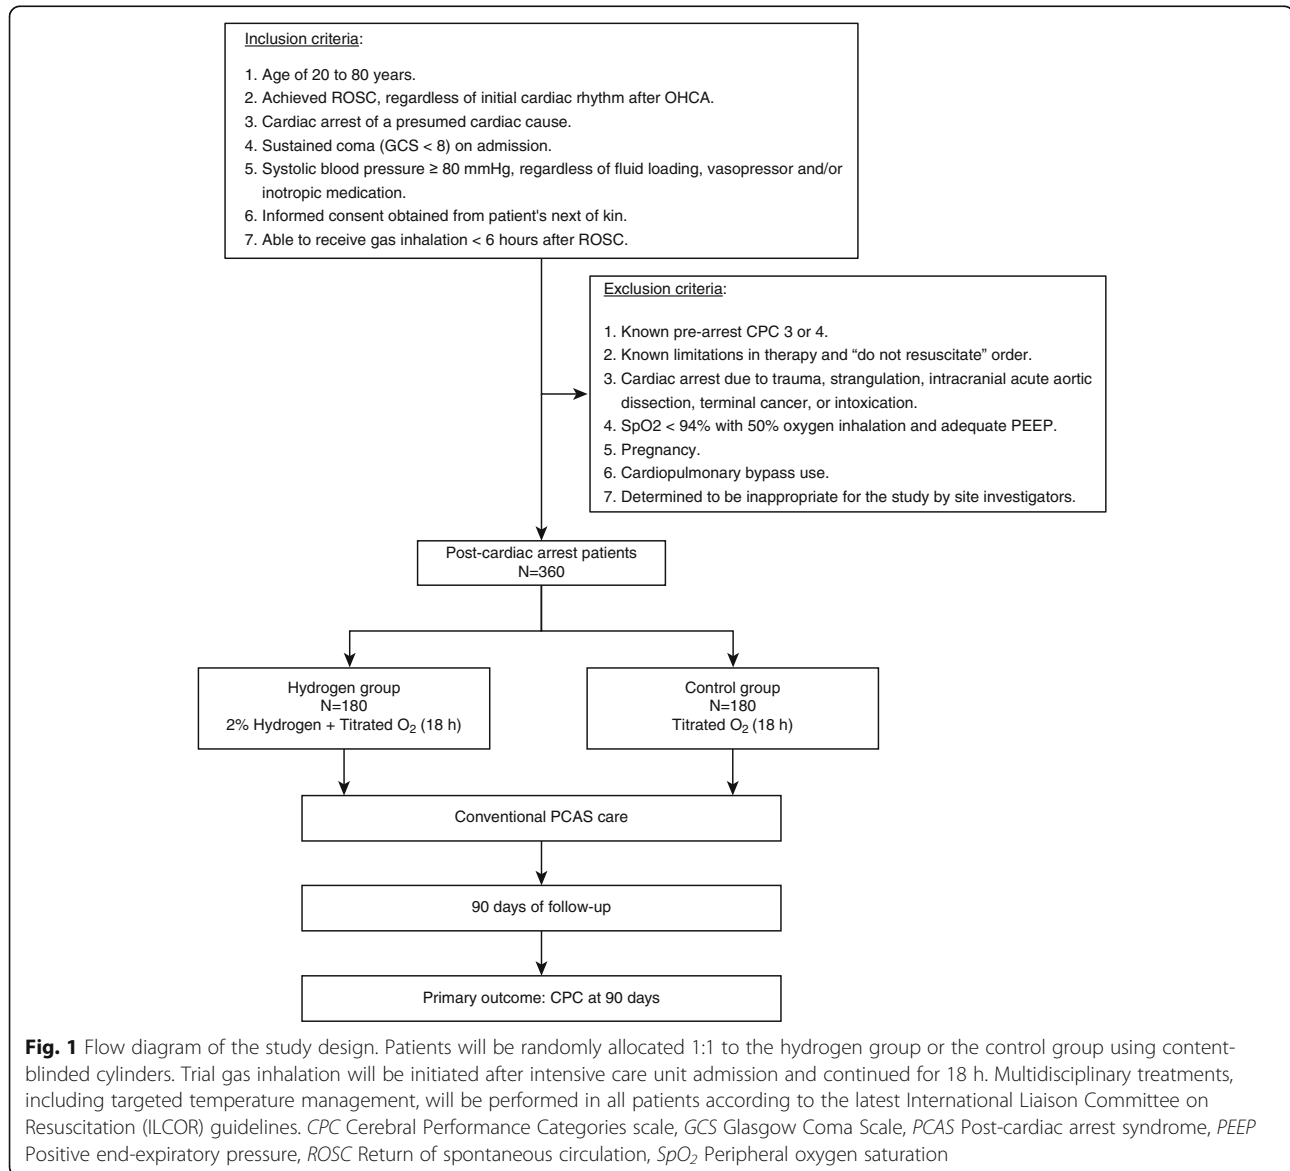 Inclusion criteria:
1. Age of 20 to 80 years.
2. Achieved ROSC, regardless of initial cardiac rhythm after OHCA.
3. Cardiac arrest of a presumed cardiac cause.
4. Sustained coma (GCS < 8) on admission.
5. Systolic blood pressure ≥ 80 mmHg, regardless of fluid loading, vasopressor and/or
inotropic medication.
6. Informed consent obtained from patient's next of kin.
7. Able to receive gas inhalation < 6 hours after ROSC.
Exclusion criteria:
1. Known pre-arrest CPC 3 or 4.
2. Known limitations in therapy and “do not resuscitate” order.
3. Cardiac arrest due to trauma, strangulation, intracranial acute aortic
dissection, terminal cancer, or intoxication.
4. SpO2 < 94% with 50% oxygen inhalation and adequate PEEP.
5. Pregnancy.
6. Cardiopulmonary bypass use.
7. Determined to be inappropriate for the study by site investigators.
Post-cardiac arrest patients
N=360
Hydrogen group
N=180
2% Hydrogen + Titrated O₂ (18 h)
Control group
N=180
Titrated O₂ (18 h)
Conventional PCAS care
90 days of follow-up
Primary outcome: CPC at 90 days
Fig. 1 Flow diagram of the study design. Patients will be randomly allocated 1:1 to the hydrogen group or the control group using content-
blinded cylinders. Trial gas inhalation will be initiated after intensive care unit admission and continued for 18 h. Multidisciplinary treatments,
including targeted temperature management, will be performed in all patients according to the latest International Liaison Committee on
Resuscitation (ILCOR) guidelines. CPC Cerebral Performance Categories scale, GCS Glasgow Coma Scale, PCAS Post-cardiac arrest syndrome, PEEP
Positive end-expiratory pressure, ROSC Return of spontaneous circulation, SpO₂ Peripheral oxygen saturation